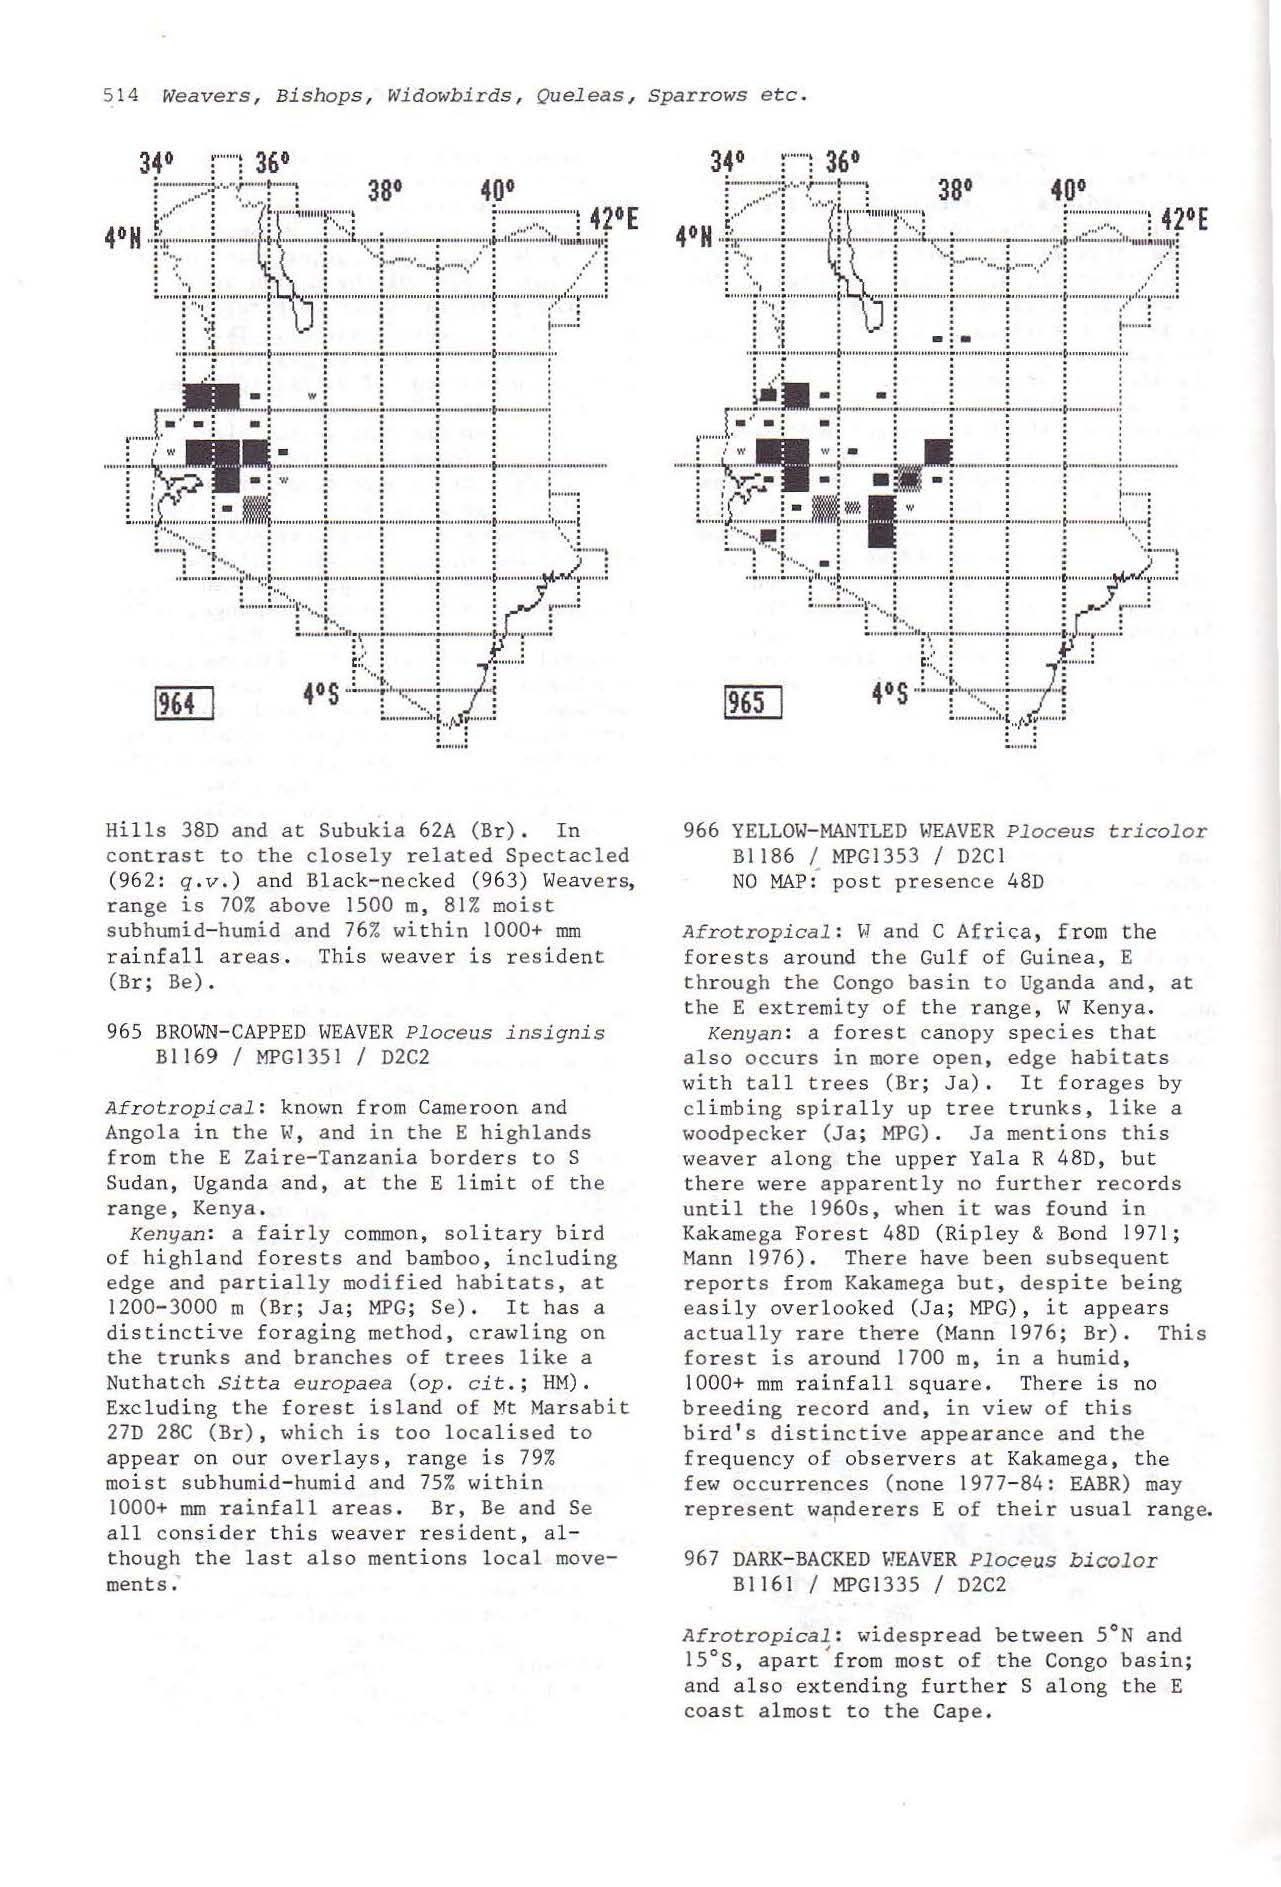 514 Weavers, Bishops, Widowbirds, Queleas, Sparrows etc.
34° 36°
38° 40°
42°E
4°N
w
w
w
4°S
964
34° 36°
38° 40°
42°E
4°N
w w
w
4°S
965
Hills 38D and at Subukia 62A (Br). In
contrast to the closely related Spectacled
(962: q.v.) and Black-necked (963) Weavers,
range is 70% above 1500 m, 81% moist
subhumid-humid and 76% within 1000+ mm
rainfall areas. This weaver is resident
(Br; Be).
965 BROWN-CAPPED WEAVER Ploceus insignis
B1169 / MPG1351 / D2C2
Afrotropical: known from Cameroon and
Angola in the W, and in the E highlands
from the E Zaire-Tanzania borders to S
Sudan, Uganda and, at the E limit of the
range, Kenya.
Kenyan: a fairly common, solitary bird
of highland forests and bamboo, including
edge and partially modified habitats, at
1200-3000 m (Br; Ja; MPG; Se). It has a
distinctive foraging method, crawling on
the trunks and branches of trees like a
Nuthatch Sitta europaea (op. cit.; HM).
Excluding the forest island of Mt Marsabit
27D 28C (Br), which is too localised to
appear on our overlays, range is 79%
moist subhumid-humid and 75% within
1000+ mm rainfall areas. Br, Be and Se
all consider this weaver resident, al-
though the last also mentions local move-
ments.
966 YELLOW-MANTLED WEAVER Ploceus tricolor
B1186 / MPG1353 / D2C1
NO MAP: post presence 48D
Afrotropical: W and C Africa, from the
forests around the Gulf of Guinea, E
through the Congo basin to Uganda and, at
the E extremity of the range, W Kenya.
Kenyan: a forest canopy species that
also occurs in more open, edge habitats
with tall trees (Br; Ja). It forages by
climbing spirally up tree trunks, like a
woodpecker (Ja; MPG). Ja mentions this
weaver along the upper Yala R 48D, but
there were apparently no further records
until the 1960s, when it was found in
Kakamega Forest 48D (Ripley & Bond 1971;
Mann 1976). There have been subsequent
reports from Kakamega but, despite being
easily overlooked (Ja; MPG), it appears
actually rare there (Mann 1976; Br). This
forest is around 1700 m, in a humid,
1000+ mm rainfall square. There is no
breeding record and, in view of this
bird's distinctive appearance and the
frequency of observers at Kakamega, the
few occurrences (none 1977-84: EABR) may
represent wanderers E of their usual range.
967 DARK-BACKED WEAVER Ploceus bicolor
B1161 / MPG1335 / D2C2
Afrotropical: widespread between 5°N and
15°S, apart from most of the Congo basin;
and also extending further S along the E
coast almost to the Cape.